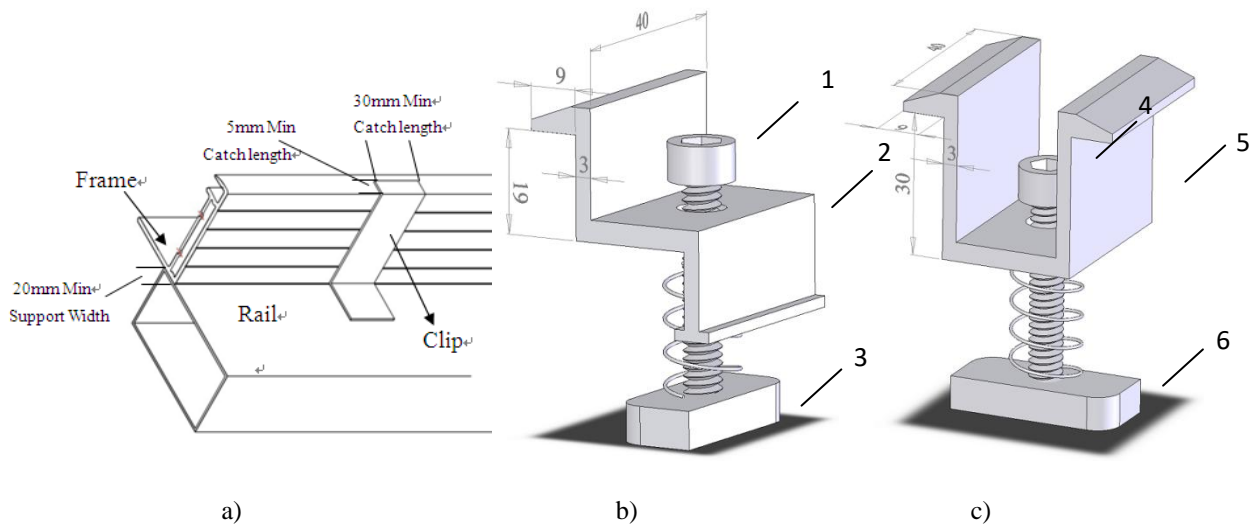 30mm Min↵
Catch length↵
5mm Min
Catch length
Frame↵
20mm Min↵
Support Width
Rail↵
Clip↵
↵
40
9
3
19
1
2
3
40
3
30
4
5
6
a)
b)
c)